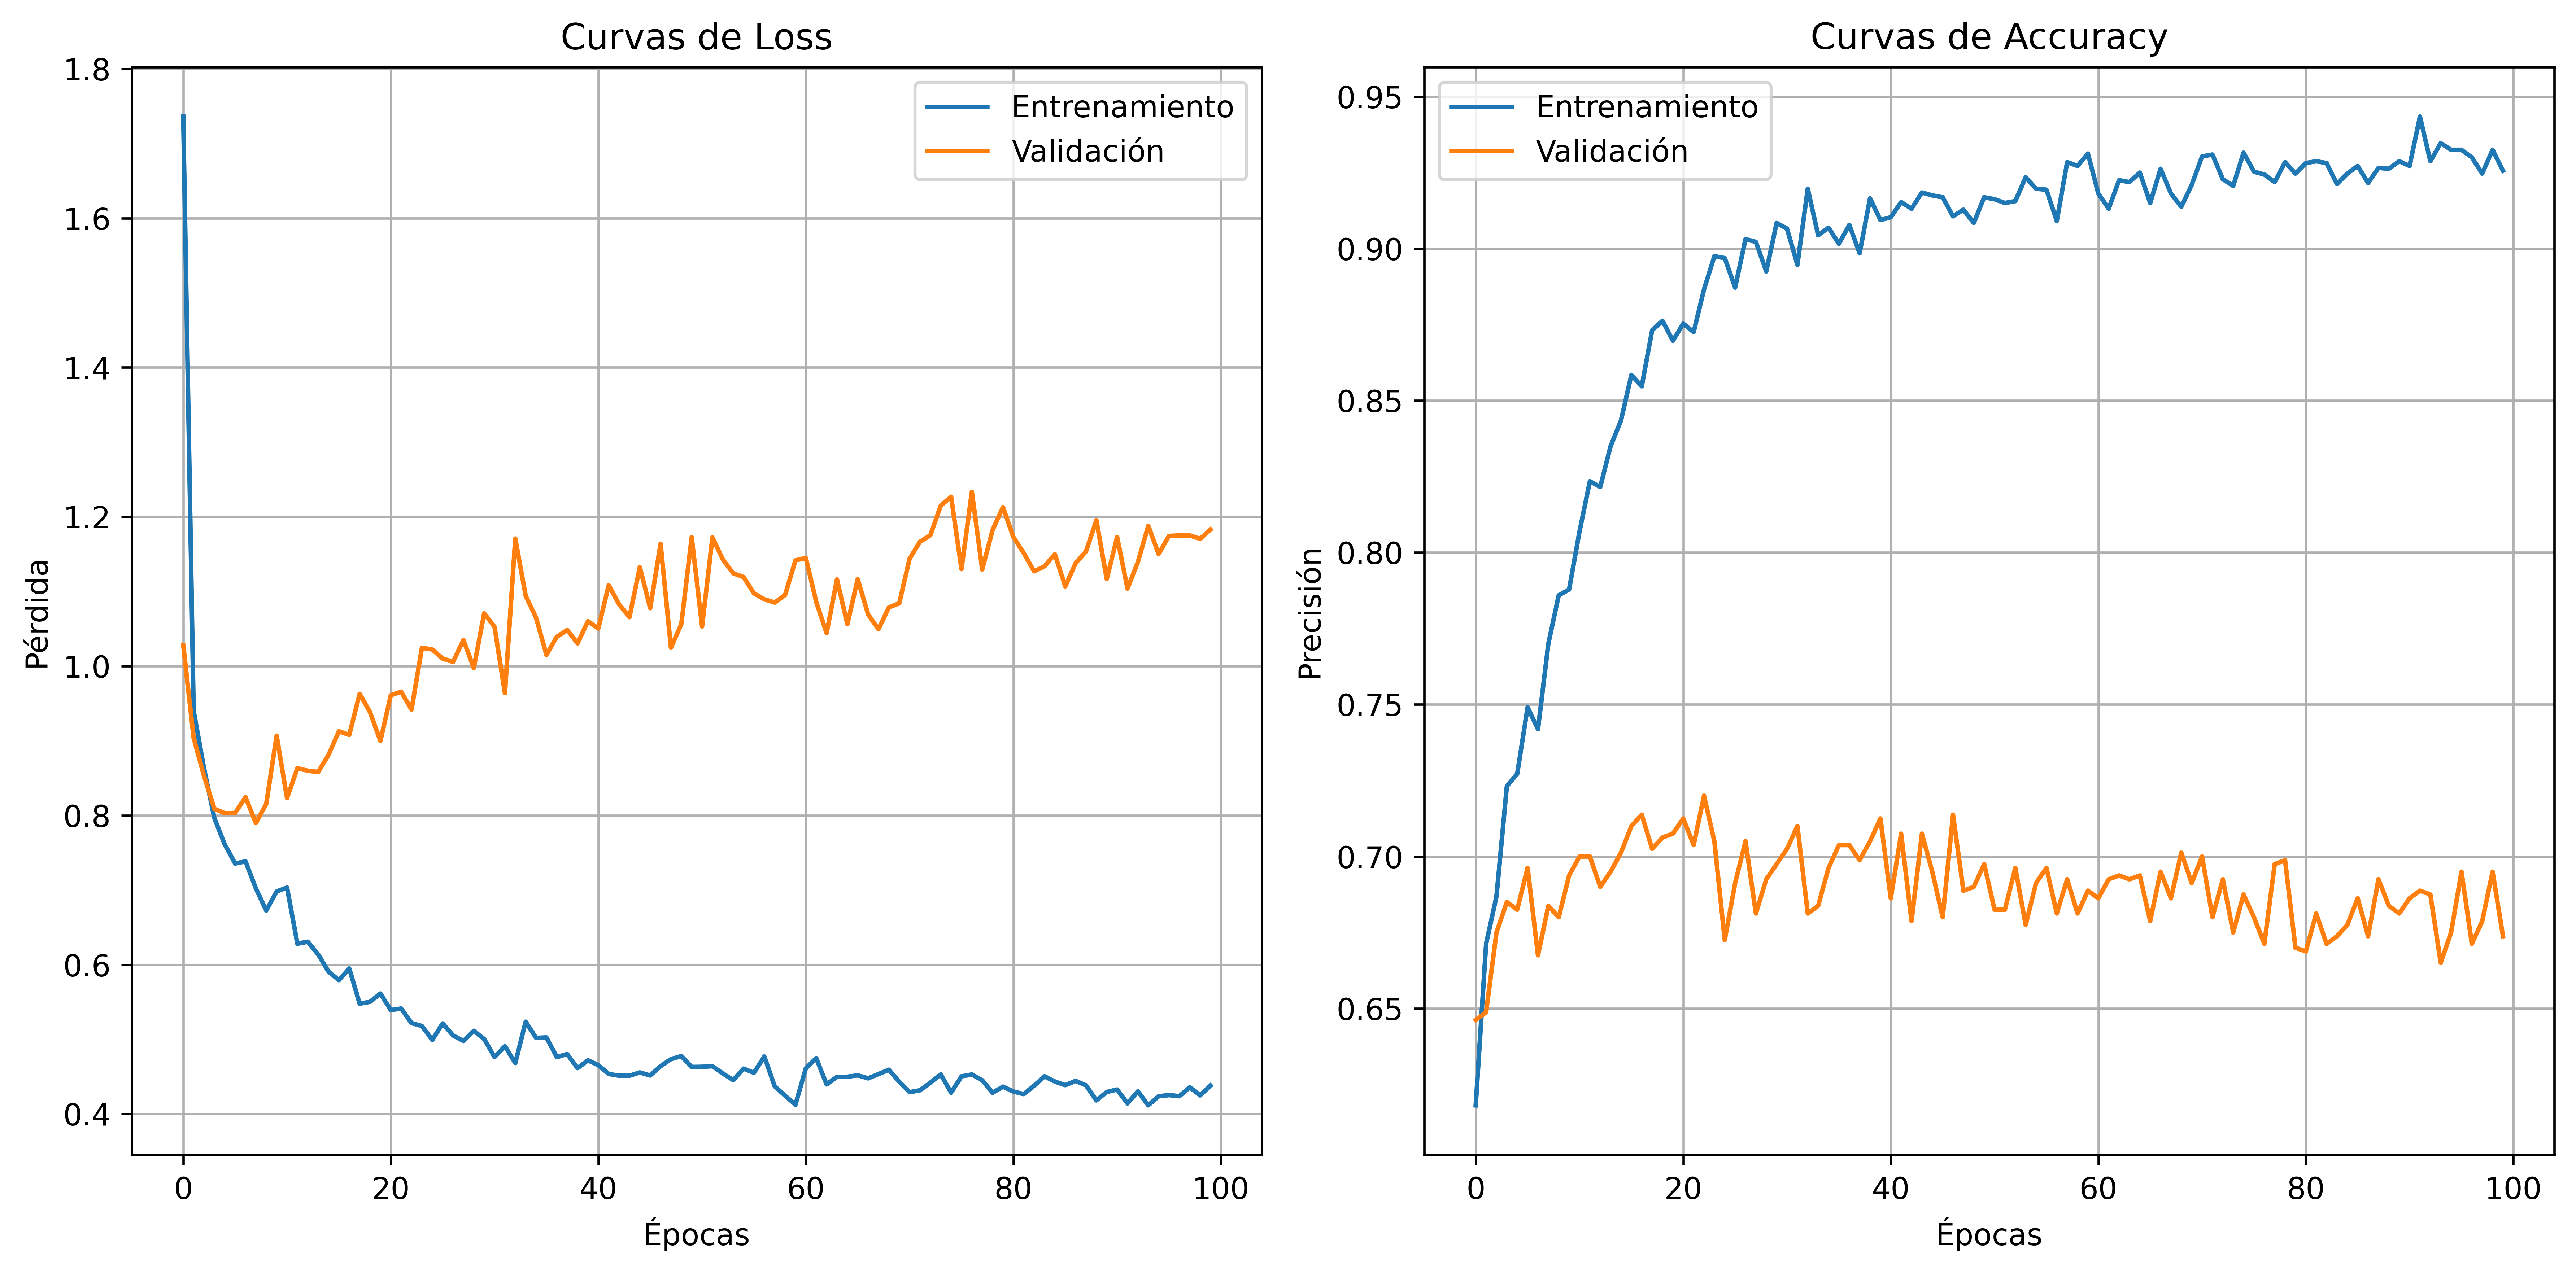 Curvas de Loss
Entrenamiento
Validación
Pérdida
1.8
1.6
1.4
1.2
1.0
0.8
0.6
0.4
0 20 40 60 80 100
Épocas
Curvas de Accuracy
Entrenamiento
Validación
Precisión
0.95
0.90
0.85
0.80
0.75
0.70
0.65
0 20 40 60 80 100
Épocas